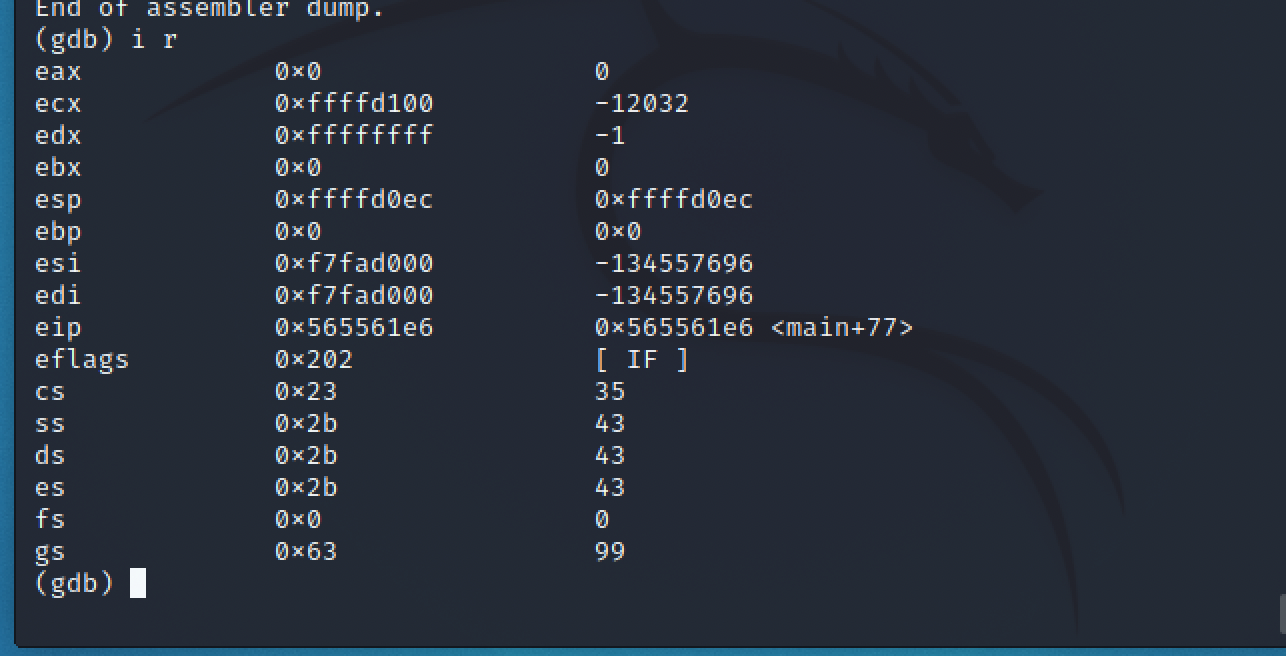 End of assembler dump.
(gdb) i r
eax 0×0 0
ecx 0×ffffd100 -12032
edx 0×ffffffff -1
ebx 0×0 0
esp 0×ffffd0ec 0×ffffd0ec
ebp 0×0 0×0
esi 0×f7fad000 -134557696
edi 0×f7fad000 -134557696
eip 0×565561e6 0×565561e6 <main+77>
eflags 0×202 [ IF ]
cs 0×23 35
ss 0×2b 43
ds 0×2b 43
es 0×2b 43
fs 0×0 0
gs 0×63 99
(gdb)